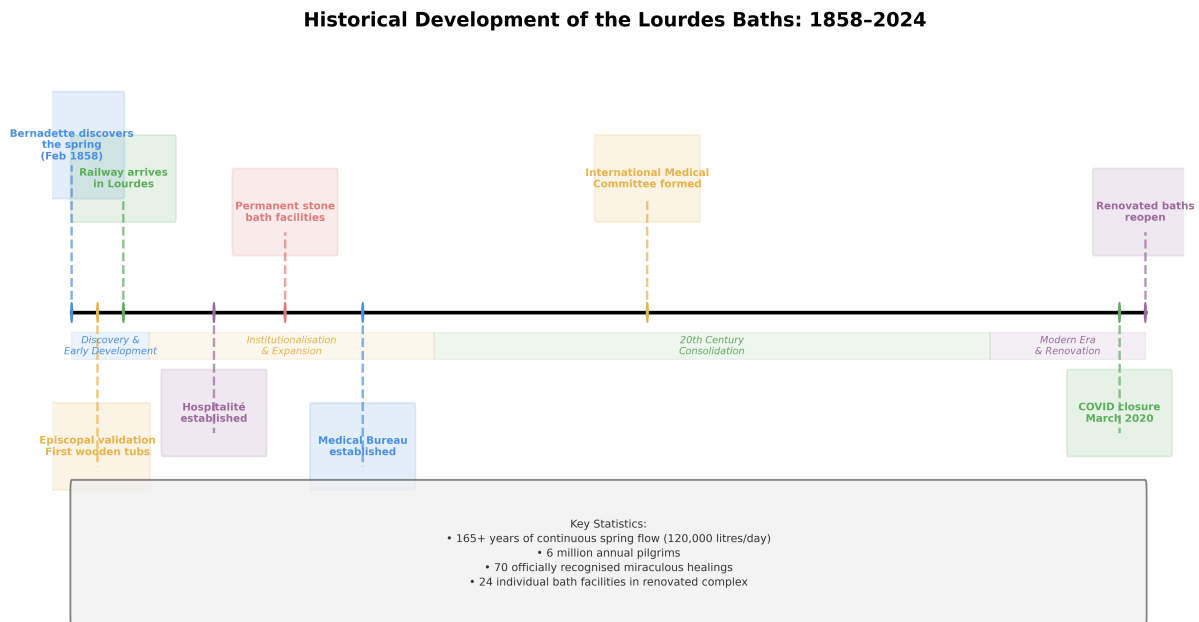 Historical Development of the Lourdes Baths: 1858–2024
Bernadette discovers
the spring
(Feb 1858)
Railway arrives
in Lourdes
Permanent stone
bath facilities
International Medical
Committee formed
Renovated baths
reopen
Discovery &
Early Development
Institutionalisation
& Expansion
20th Century
Consolidation
Modern Era
& Renovation
Episcopal validation
First wooden tubs
Hospitalité
established
Medical Bureau
established
COVID closure
March 2020
Key Statistics:
• 165+ years of continuous spring flow (120,000 litres/day)
• 6 million annual pilgrims
• 70 officially recognised miraculous healings
• 24 individual bath facilities in renovated complex